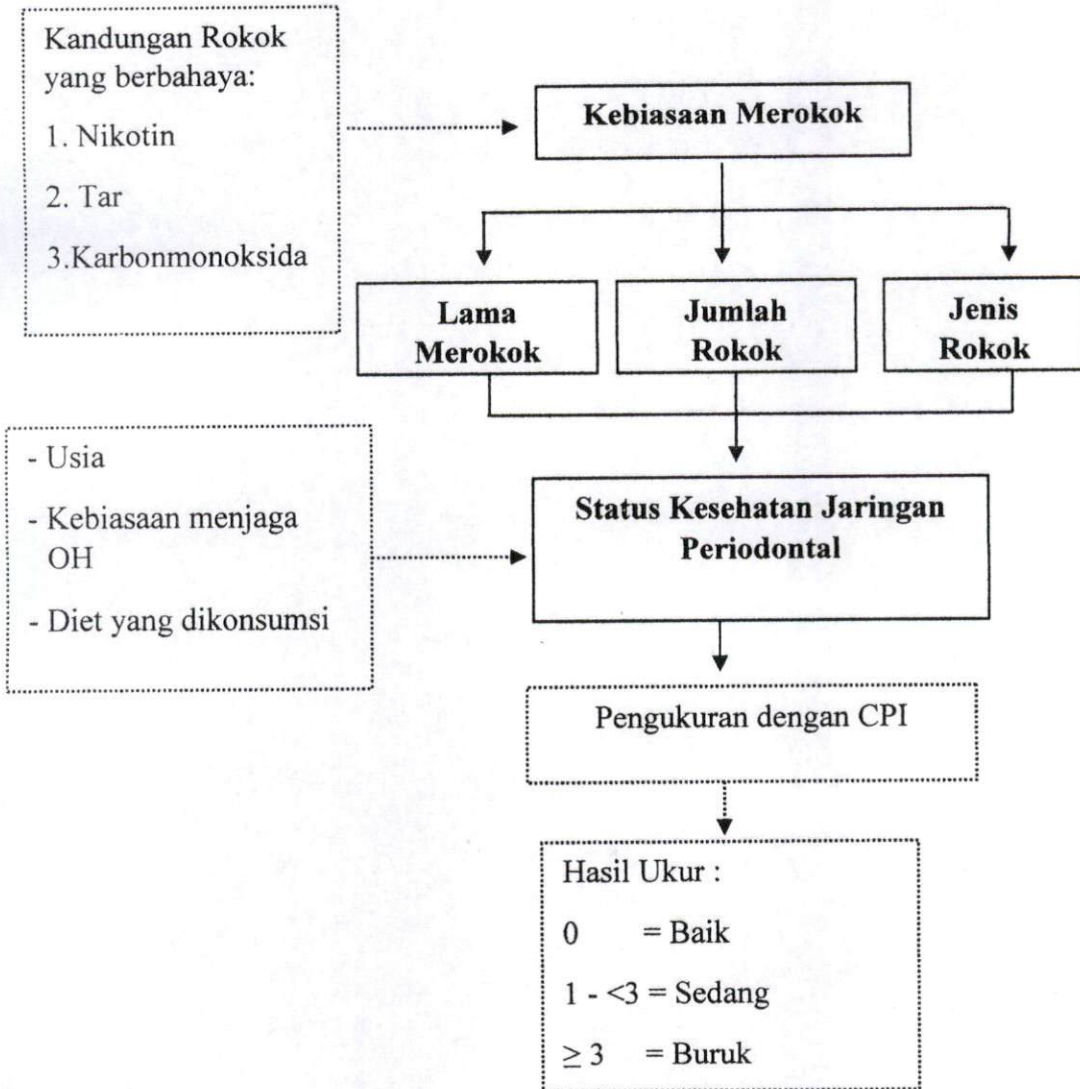 Kandungan Rokok
yang berbahaya:
1. Nikotin
2. Tar
3.Karbonmonoksida
Kebiasaan Merokok
Lama
Merokok
Jumlah
Rokok
Jenis
Rokok
- Usia
- Kebiasaan menjaga
OH
- Diet yang dikonsumsi
Status Kesehatan Jaringan
Periodontal
Pengukuran dengan CPI
Hasil Ukur :
0 = Baik
1 - <3 = Sedang
≥ 3 = Buruk